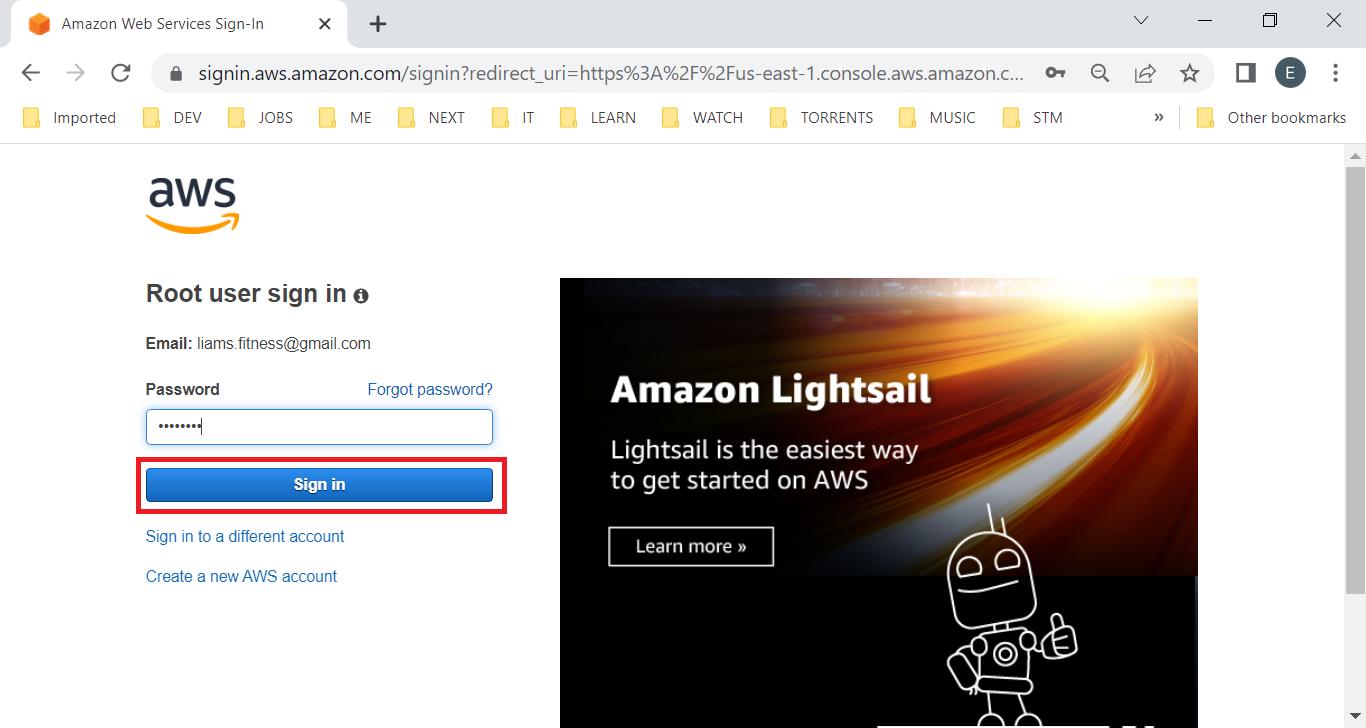 Amazon Web Services Sign-In
signin.aws.amazon.com/signin?redirect_uri=https%3A%2F%2Fus-east-1.console.aws.amazon.c...
E
Imported DEV JOBS ME NEXT IT LEARN WATCH TORRENTS MUSIC STM » Other bookmarks
aws
Root user sign in
Email: liams.fitness@gmail.com
Password Forgot password?
••••••••
Sign in
Sign in to a different account
Create a new AWS account
Amazon Lightsail
Lightsail is the easiest way
to get started on AWS
Learn more »